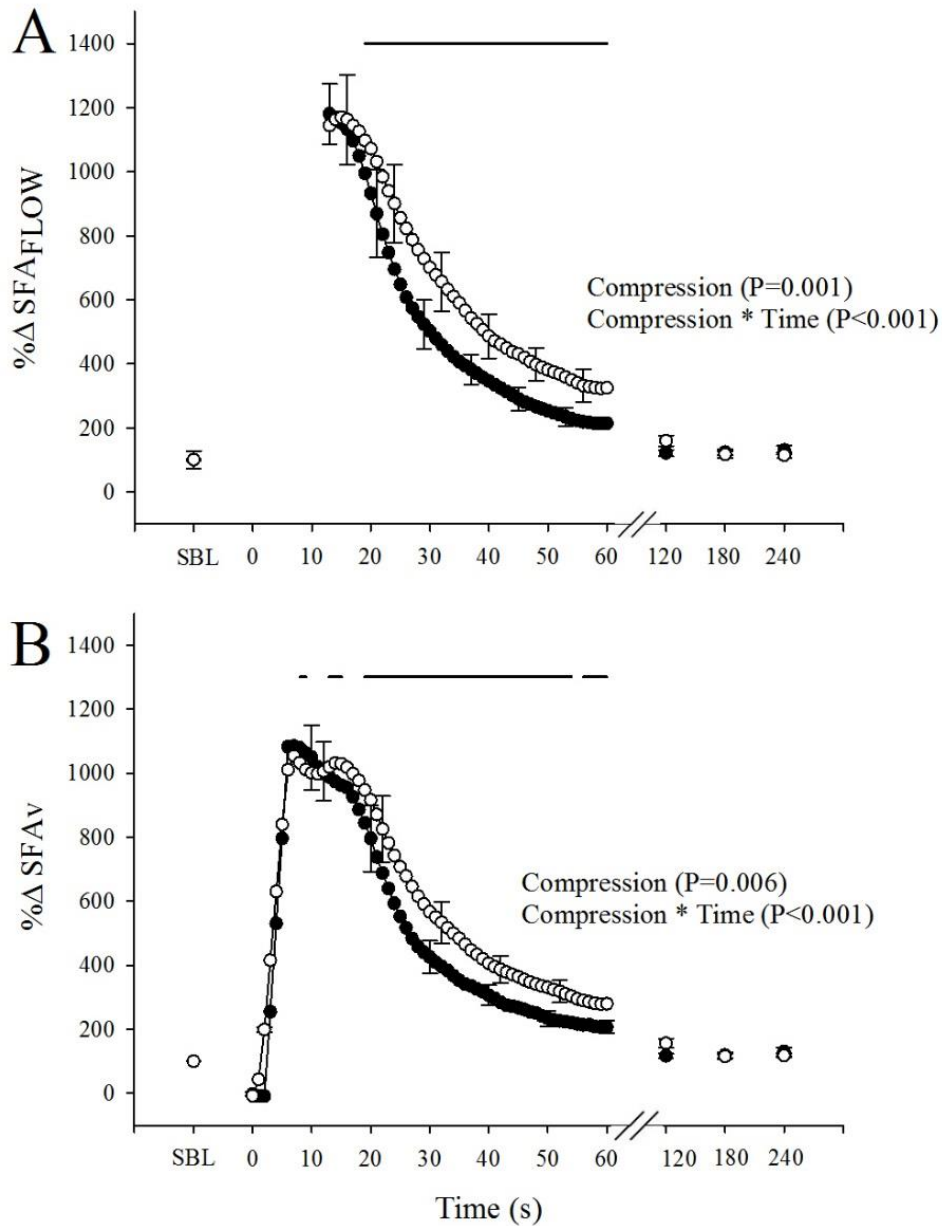 A
1400
1200
1000
800
600
400
200
0
%Δ SFAFLOW
Compression (P=0.001)
Compression * Time (P<0.001)
SBL 0 10 20 30 40 50 60 120 180 240
B
1400
1200
1000
800
600
400
200
0
%Δ SFAv
Compression (P=0.006)
Compression * Time (P<0.001)
SBL 0 10 20 30 40 50 60 120 180 240
Time (s)